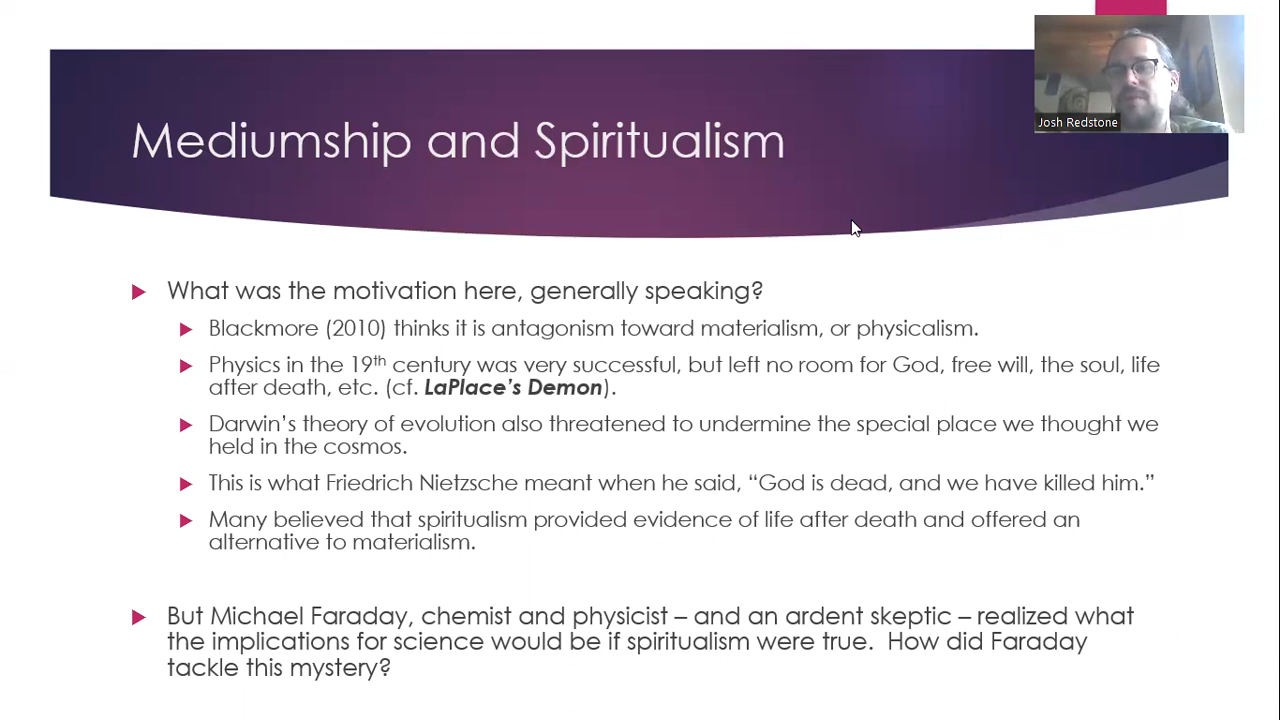 Josh Redstone
Mediumship and Spiritualism
What was the motivation here, generally speaking?
Blackmore (2010) thinks it is antagonism toward materialism, or physicalism.
Physics in the 19th century was very successful, but left no room for God, free will, the soul, life
after death, etc. (cf. LaPlace's Demon).
Darwin's theory of evolution also threatened to undermine the special place we thought we
held in the cosmos.
This is what Friedrich Nietzsche meant when he said, “God is dead, and we have killed him.”
Many believed that spiritualism provided evidence of life after death and offered an
alternative to materialism.
But Michael Faraday, chemist and physicist – and an ardent skeptic – realized what
the implications for science would be if spiritualism were true.  How did Faraday
tackle this mystery?